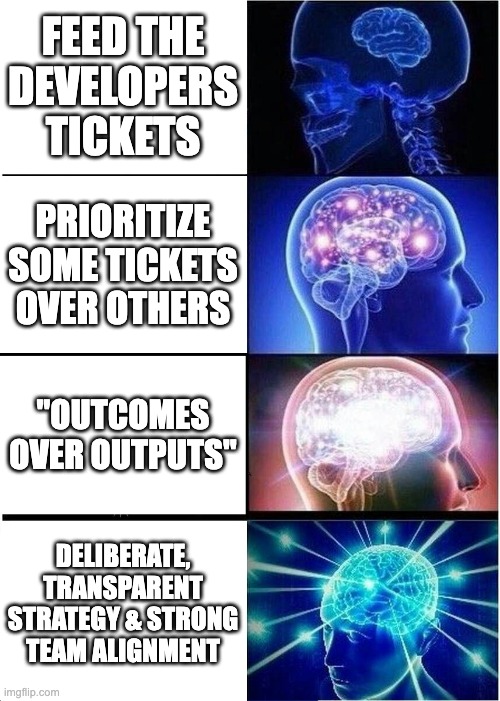 FEED THE
DEVELOPERS
TICKETS
PRIORITIZE
SOME TICKETS
OVER OTHERS
"OUTCOMES
OVER OUTPUTS"
DELIBERATE,
TRANSPARENT
STRATEGY & STRONG
TEAM ALIGNMENT
imgflip.com